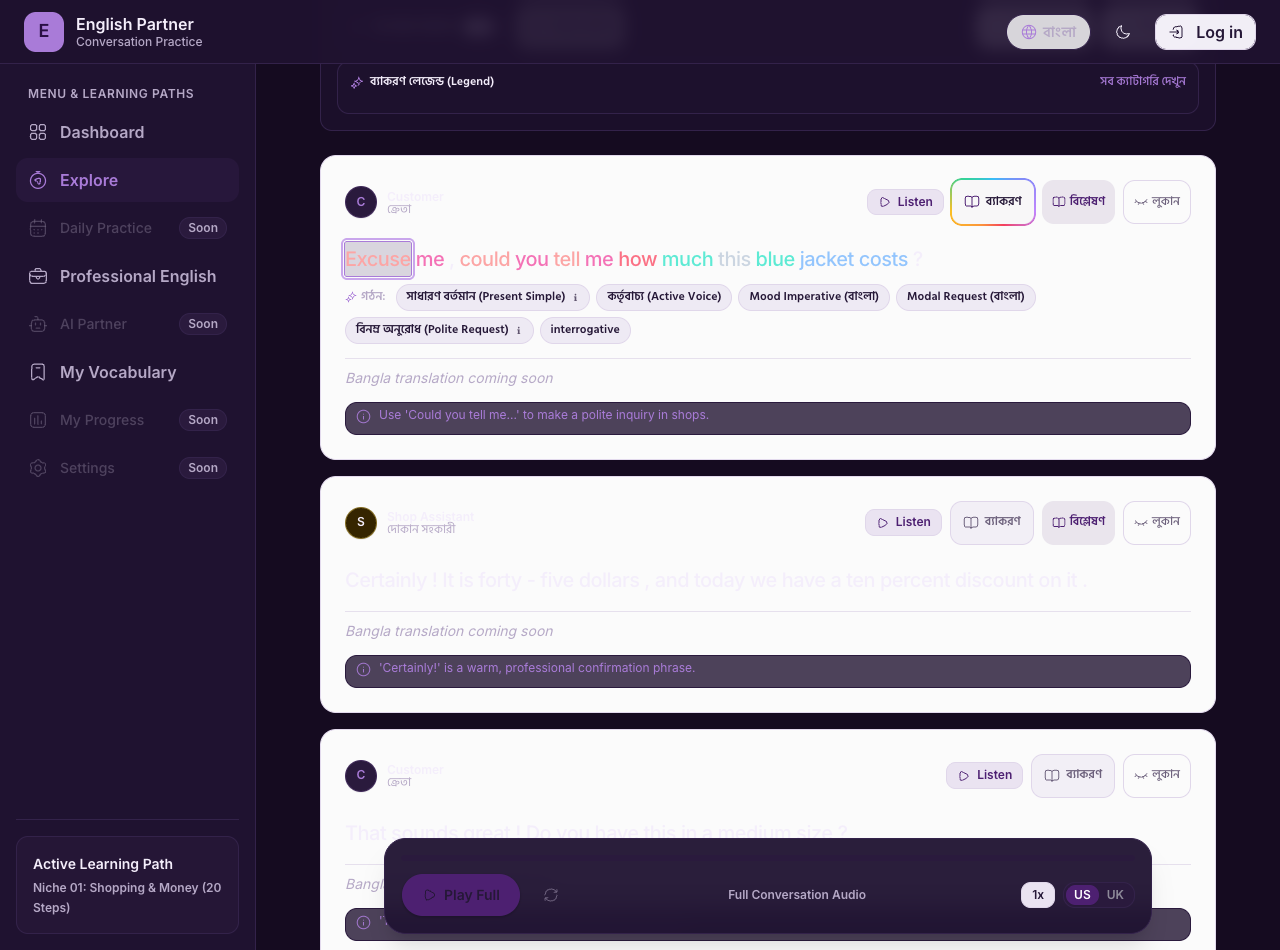 E
English Partner
Conversation Practice
বাংলা
Log in
MENU & LEARNING PATHS
Dashboard
Explore
Daily Practice Soon
Professional English
AI Partner Soon
My Vocabulary
My Progress Soon
Settings Soon
Active Learning Path
Niche 01: Shopping & Money (20
Steps)
ব্যাকরণ লেজেন্ড (Legend) সব ক্যাটাগরি দেখুন
C Customer
ক্রেতা
Listen ব্যাকরণ বিশ্লেষণ লুকান
Excuse me , could you tell me how much this blue jacket costs ?
গঠন: সাধারণ বর্তমান (Present Simple) কর্তৃবাচ্য (Active Voice) Mood Imperative (বাংলা) Modal Request (বাংলা)
বিনম্র অনুরোধ (Polite Request) interrogative
Bangla translation coming soon
Use 'Could you tell me...' to make a polite inquiry in shops.
S Shop Assistant
দোকান সহকারী
Listen ব্যাকরণ বিশ্লেষণ লুকান
Certainly ! It is forty - five dollars , and today we have a ten percent discount on it .
Bangla translation coming soon
'Certainly!' is a warm, professional confirmation phrase.
C Customer
ক্রেতা
Listen ব্যাকরণ লুকান
That sounds great ! Do you have this in a medium size ?
Play Full
Full Conversation Audio
1x US UK